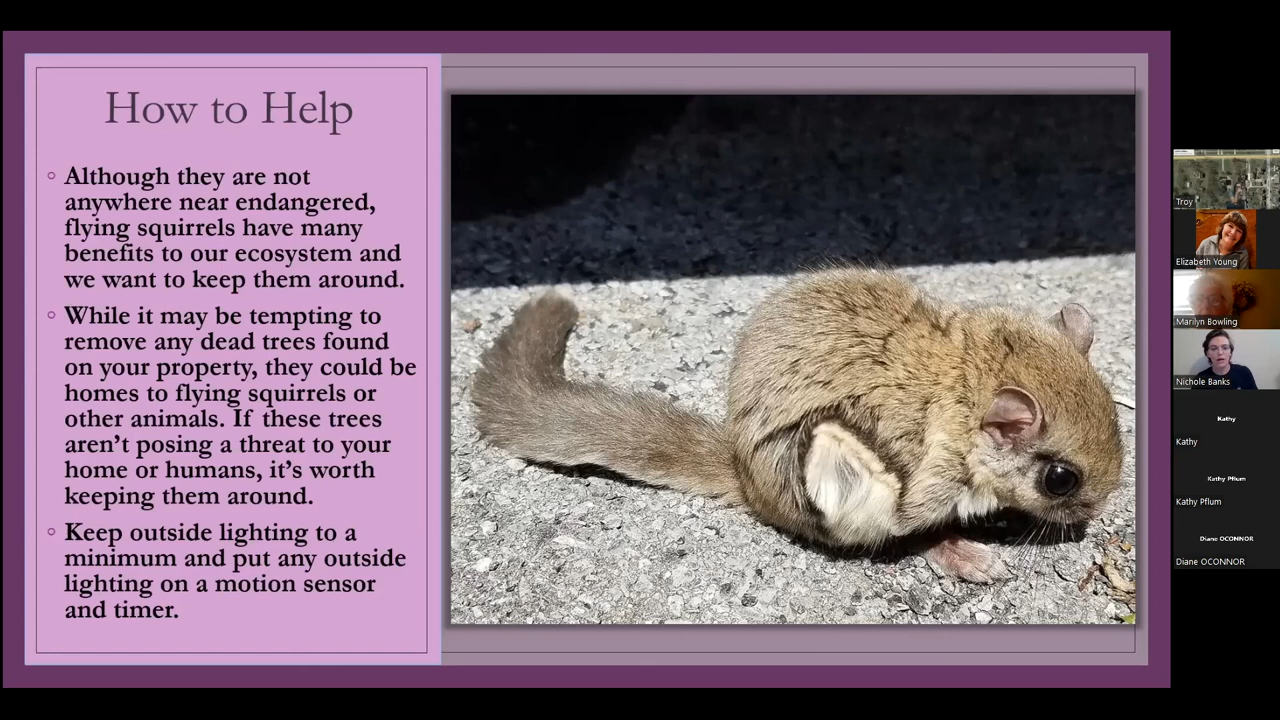 How to Help
Although they are not
anywhere near endangered,
flying squirrels have many
benefits to our ecosystem and
we want to keep them around.
While it may be tempting to
remove any dead trees found
on your property, they could be
homes to flying squirrels or
other animals. If these trees
aren't posing a threat to your
home or humans, it's worth
keeping them around.
Keep outside lighting to a
minimum and put any outside
lighting on a motion sensor
and timer.
Troy
Elizabeth Young
Marilyn Bowling
Nichole Banks
Kathy
Kathy
Kathy Pflum
Kathy Pflum
Diane OCONNOR
Diane OCONNOR